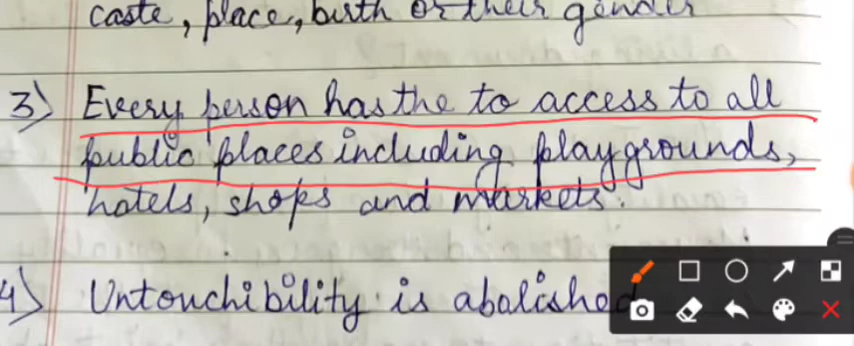 caste, place, birth or their gender
3) Every person has the to access to all
public places including playgrounds,
hotels, shops and markets.
4) Untouchibility is abolished